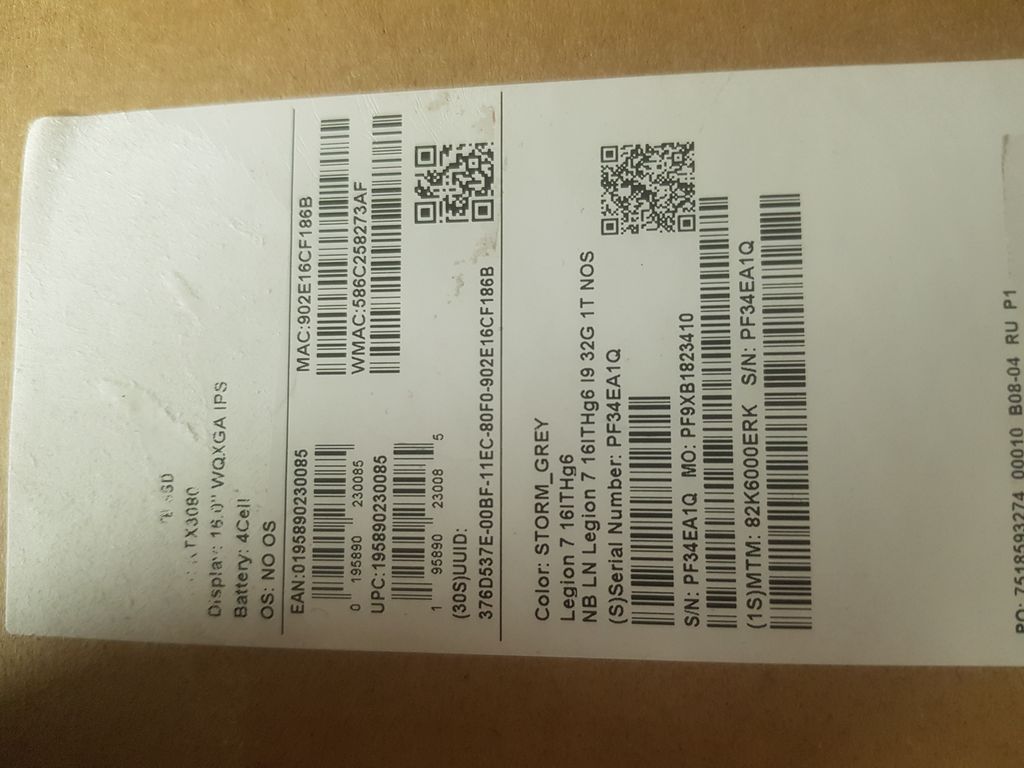 SSD
TX3080
Display: 16.0" WQXGA IPS
Battery: 4Cell
OS: NO OS
EAN:0195890230085
0 195890 230085
UPC:195890230085
1 95890 23008 5
MAC:902E16CF186B
WMAC:586C258273AF
(30S)UUID:
376D537E-00BF-11EC-80F0-902E16CF186B
Color: STORM_GREY
Legion 7 16ITHg6
NB LN Legion 7 16ITHg6 I9 32G 1T NOS
(S)Serial Number: PF34EA1Q
S/N: PF34EA1Q MO: PF9XB1823410
(1S)MTM: 82K6000ERK S/N: PF34EA1Q
PO: 7518593274 00010 B08-04 RU P1